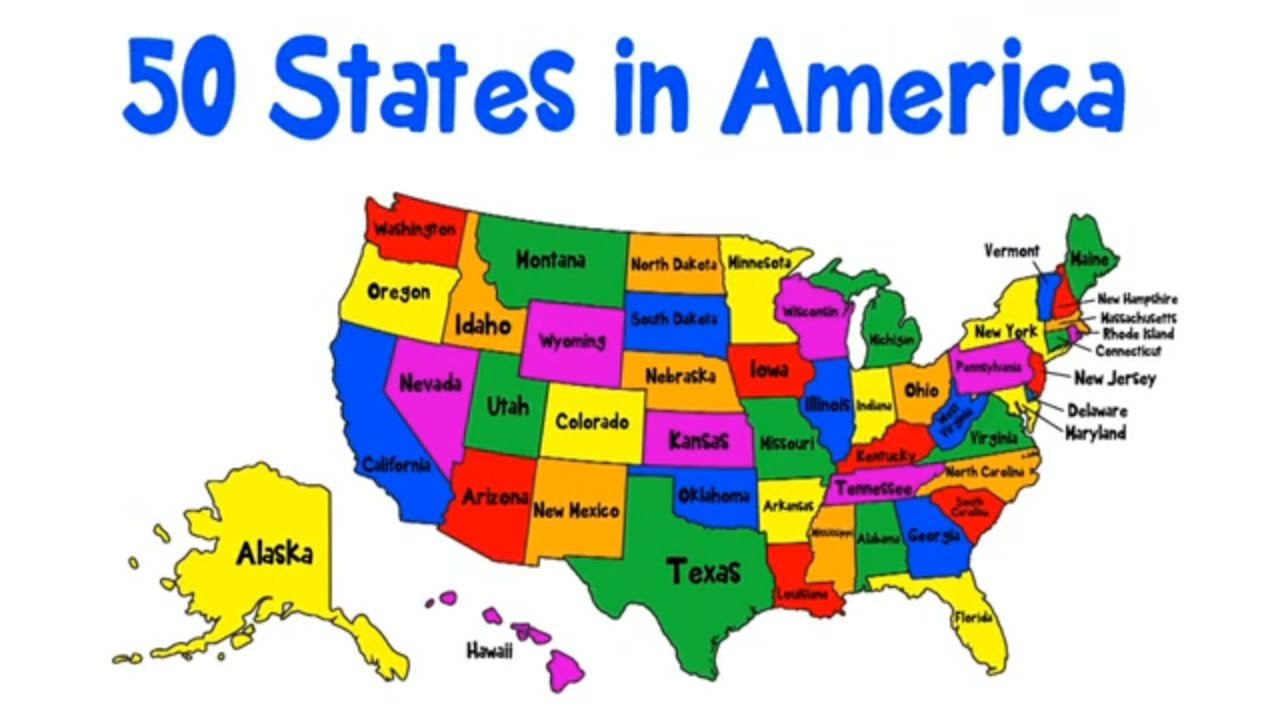 50 States in America
Washington
Montana
North Dakota
Minnesota
Vermont
Maine
Oregon
Idaho
Wyoming
South Dakota
Wisconsin
Michigan
New York
New Hampshire
Massachusetts
Rhode Island
Connecticut
Nevada
Utah
Colorado
Nebraska
Iowa
Illinois
Indiana
Ohio
Pennsylvania
New Jersey
Delaware
Maryland
West
Virginia
Virginia
California
Kansas
Missouri
Kentucky
Arizona
New Mexico
Oklahoma
Arkansas
Tennessee
North Carolina
South
Carolina
Alaska
Texas
Louisiana
Mississippi
Alabama
Georgia
Florida
Hawaii